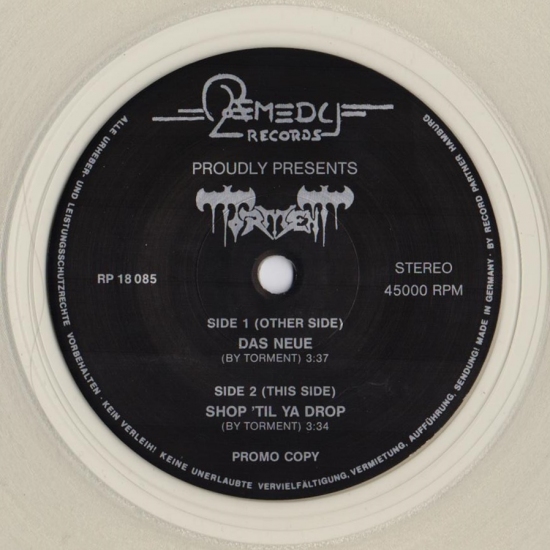 REMEDY
RECORDS
PROUDLY PRESENTS
TORMENT
RP 18 085
STEREO
45000 RPM
SIDE 1 (OTHER SIDE)
DAS NEUE
(BY TORMENT) 3:37
SIDE 2 (THIS SIDE)
SHOP 'TIL YA DROP
(BY TORMENT) 3:34
PROMO COPY
ALLE URHEBER- UND LEISTUNGSSCHUTZRECHTE VORBEHALTEN · KEIN VERLEIH! KEINE UNERLAUBTE VERVIELFÄLTIGUNG, VERMIETUNG, AUFFÜHRUNG, SENDUNG! MADE IN GERMANY · BY RECORD PARTNER HAMBURG